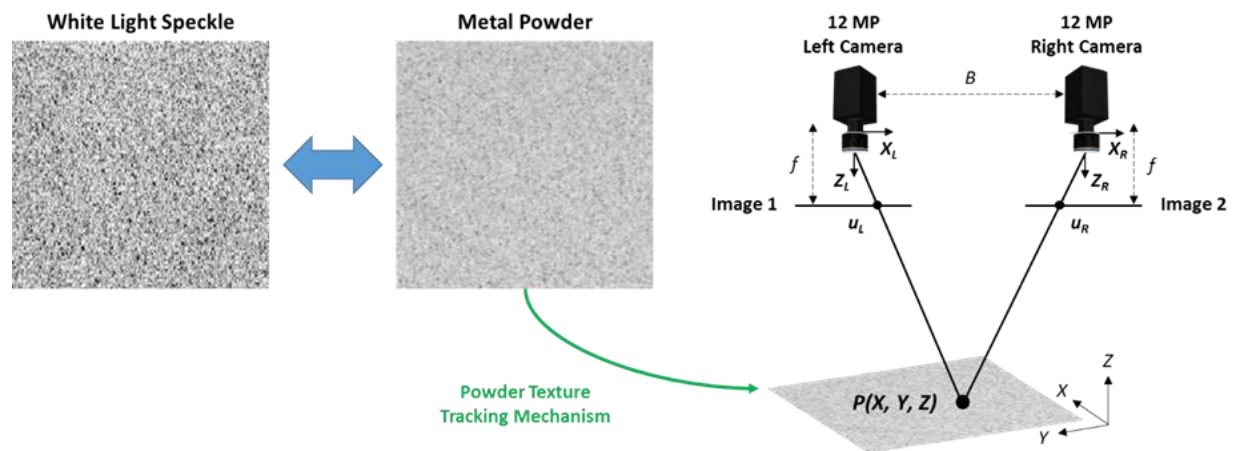 White Light Speckle
Metal Powder
12 MP
Left Camera
12 MP
Right Camera
B
f
X_L
Z_L
X_R
Z_R
f
Image 1
u_L
u_R
Image 2
Powder Texture
Tracking Mechanism
P(X, Y, Z)
Z
X
Y